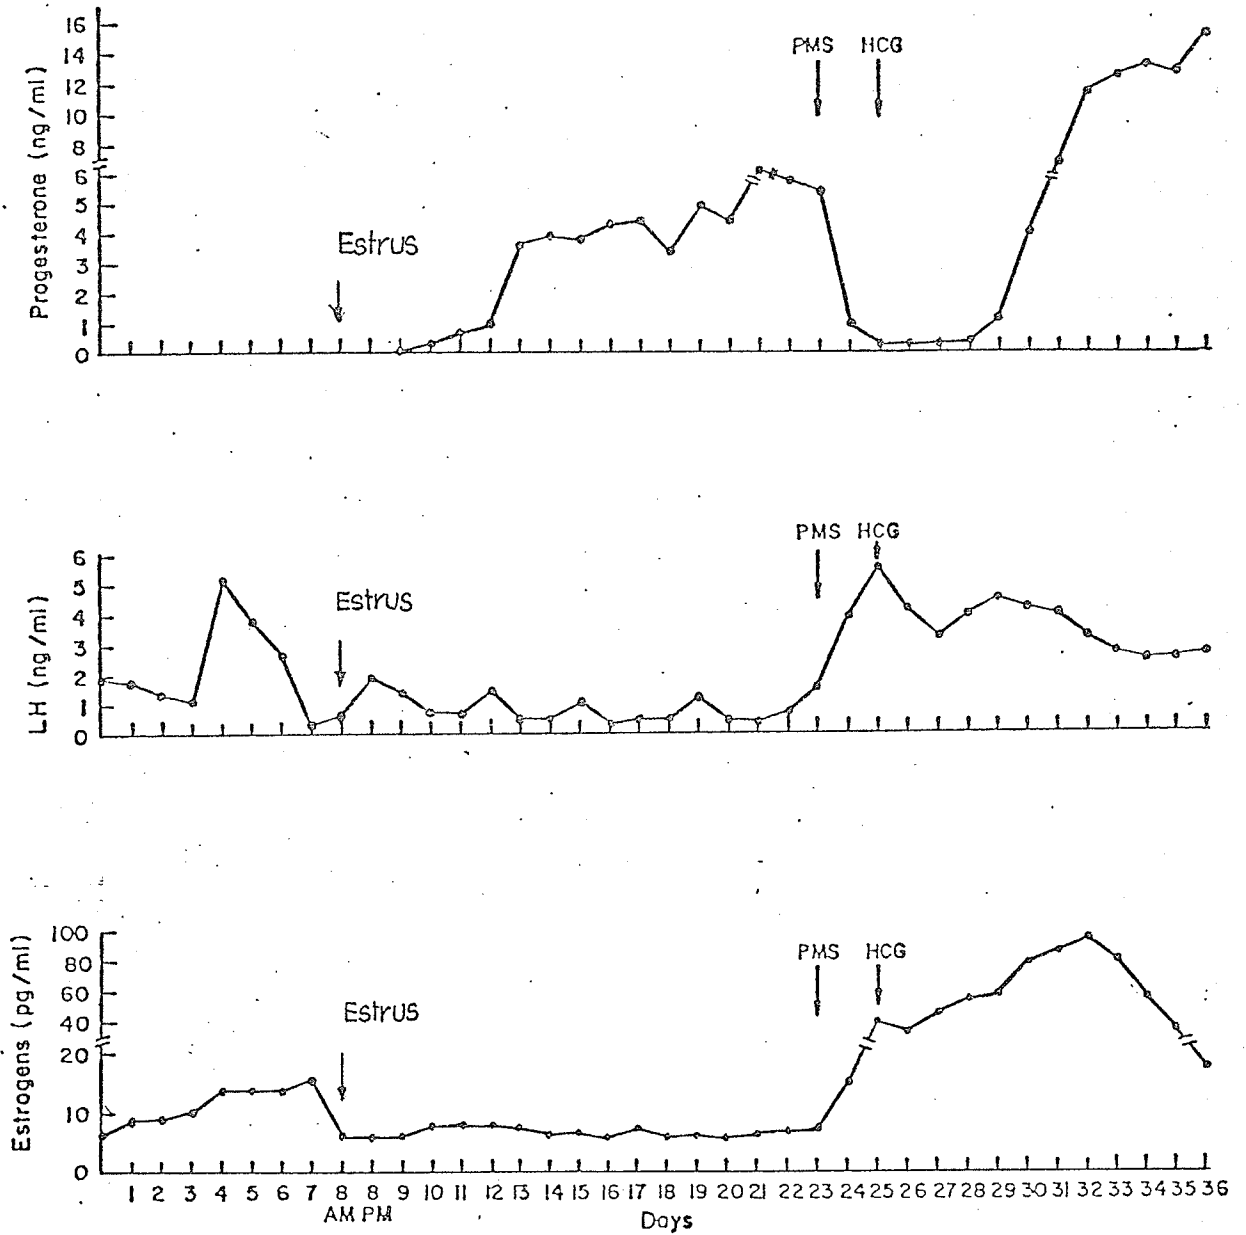 Progesterone (ng/ml)
16
14
12
10
8
6
5
4
3
2
1
0
PMS HCG
Estrus
LH (ng/ml)
6
5
4
3
2
1
0
PMS HCG
Estrus
Estrogens (pg/ml)
100
80
60
40
20
10
0
PMS HCG
Estrus
1 2 3 4 5 6 7 8 8 9 10 11 12 13 14 15 16 17 18 19 20 21 22 23 24 25 26 27 28 29 30 31 32 33 34 35 36
AM PM
Days